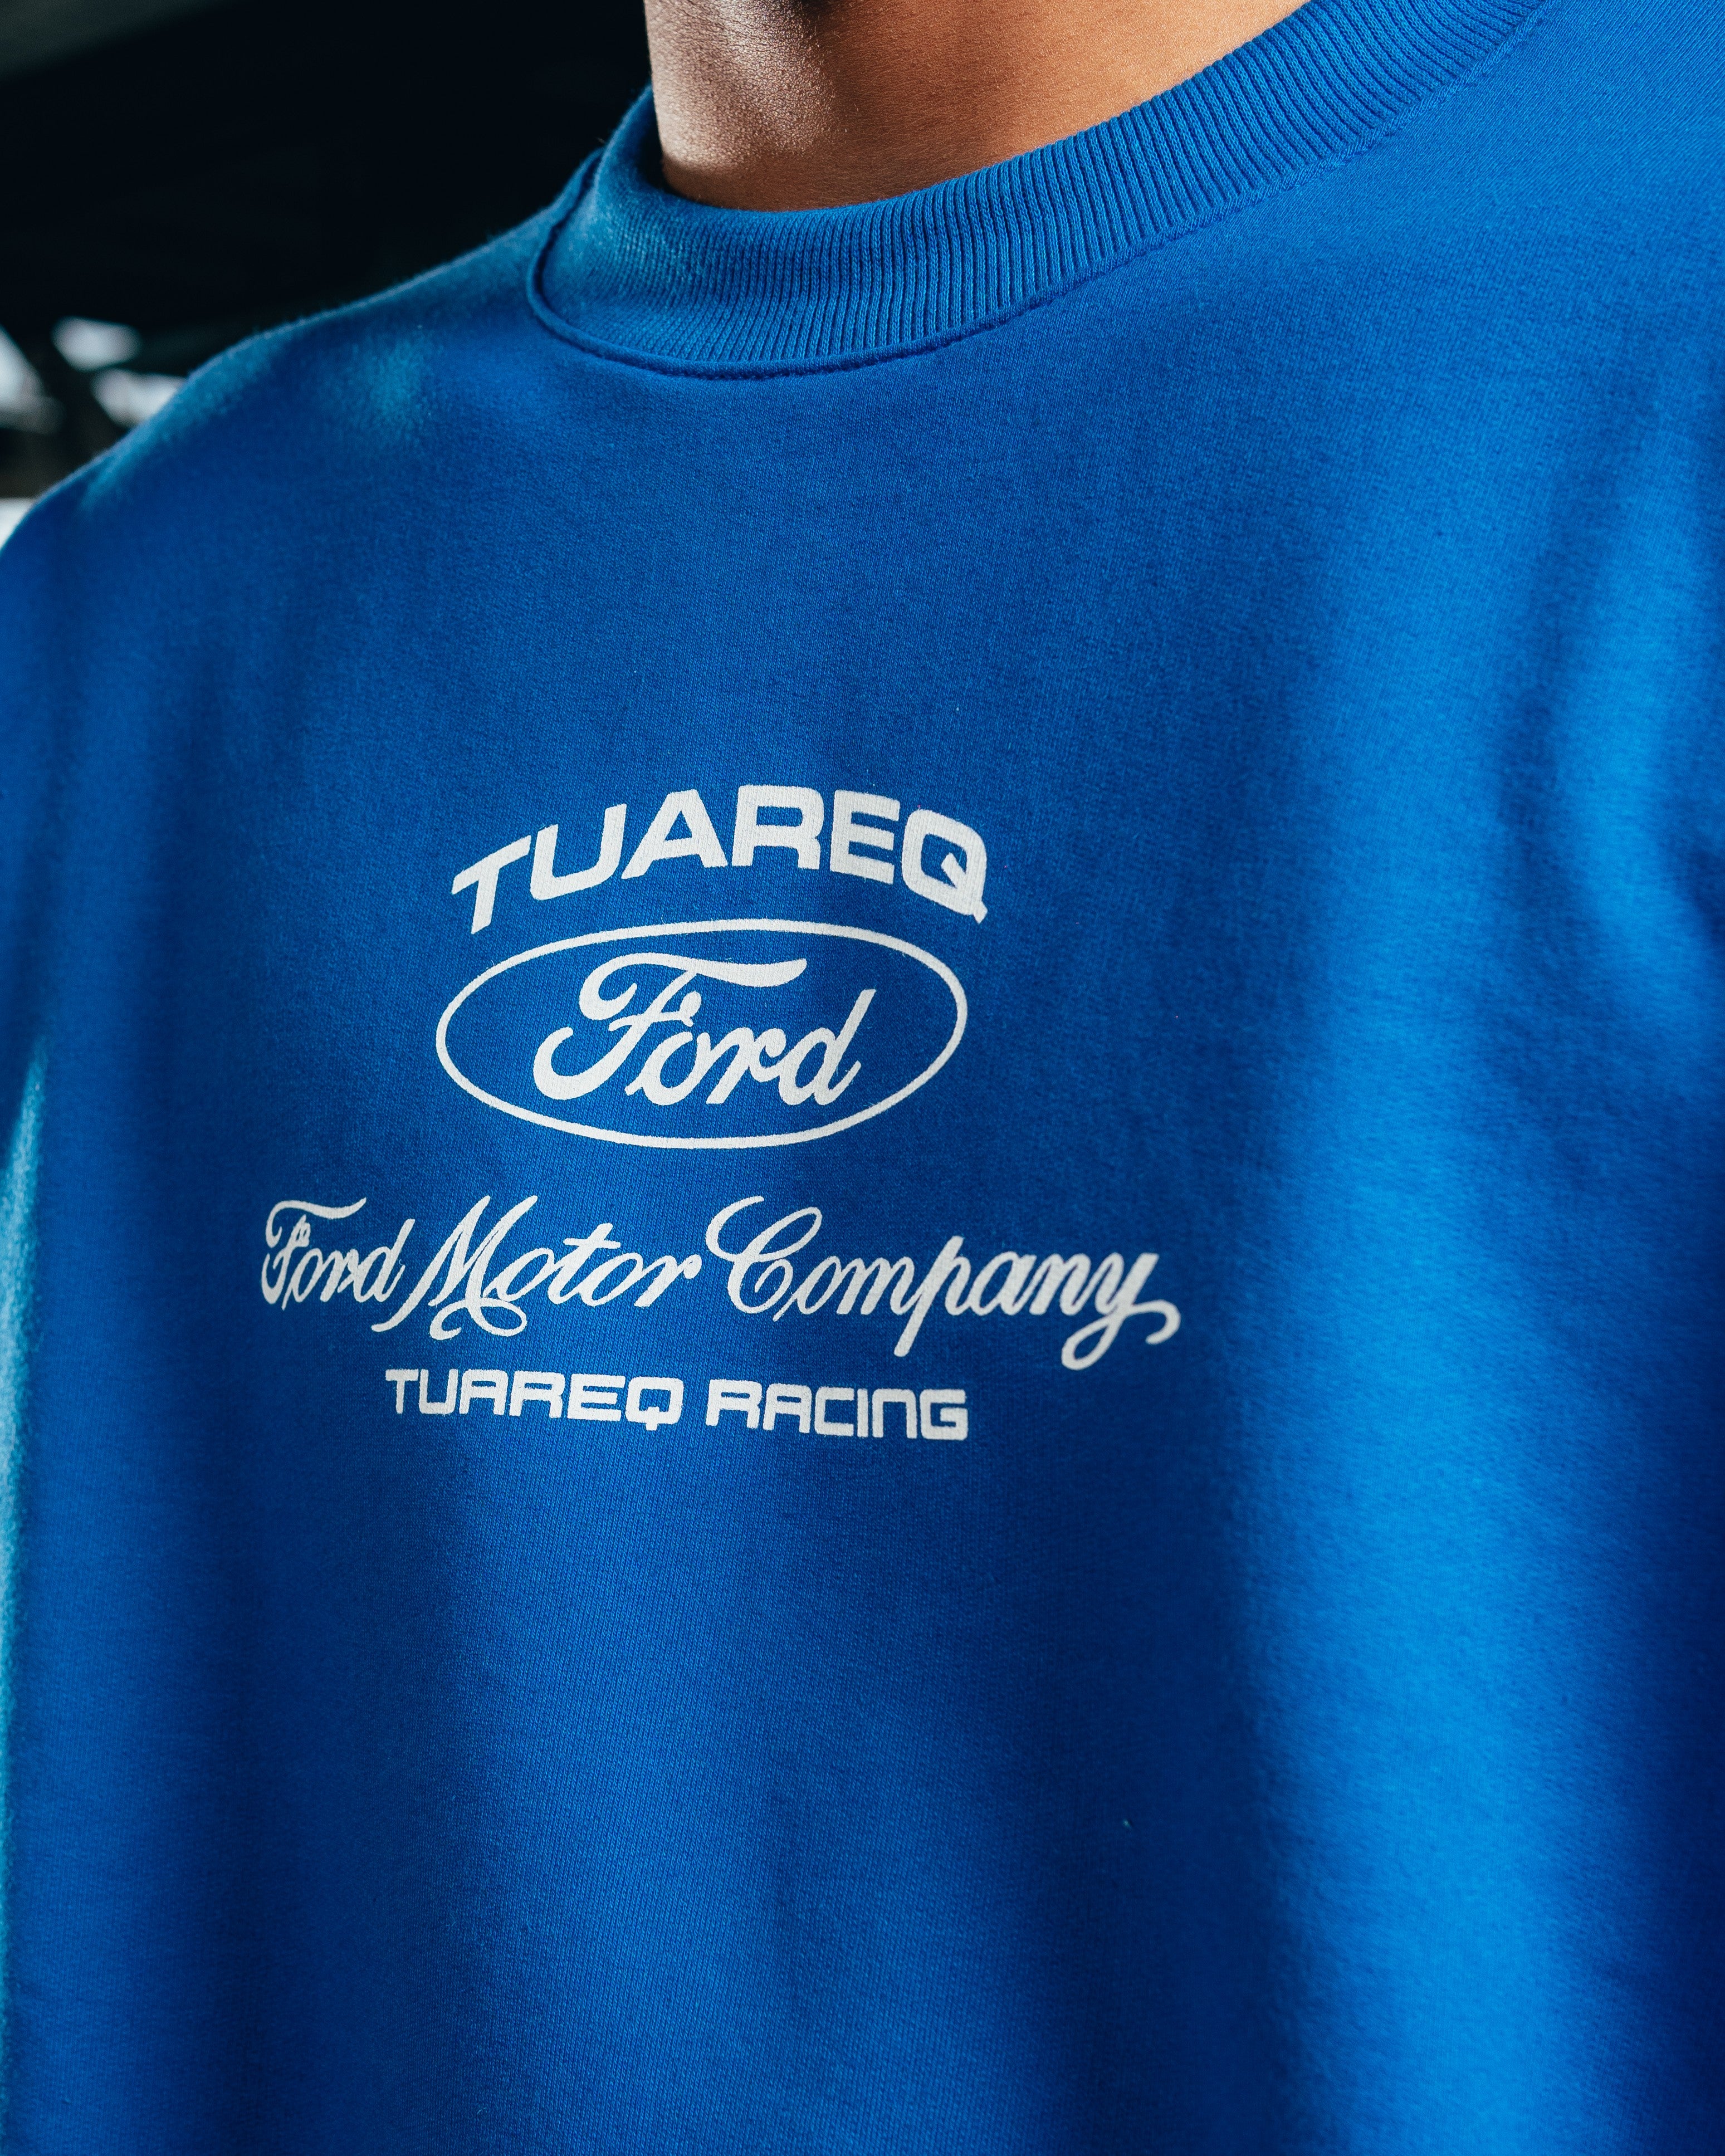 TUAREQ
Ford
Ford Motor Company
TUAREQ RACING